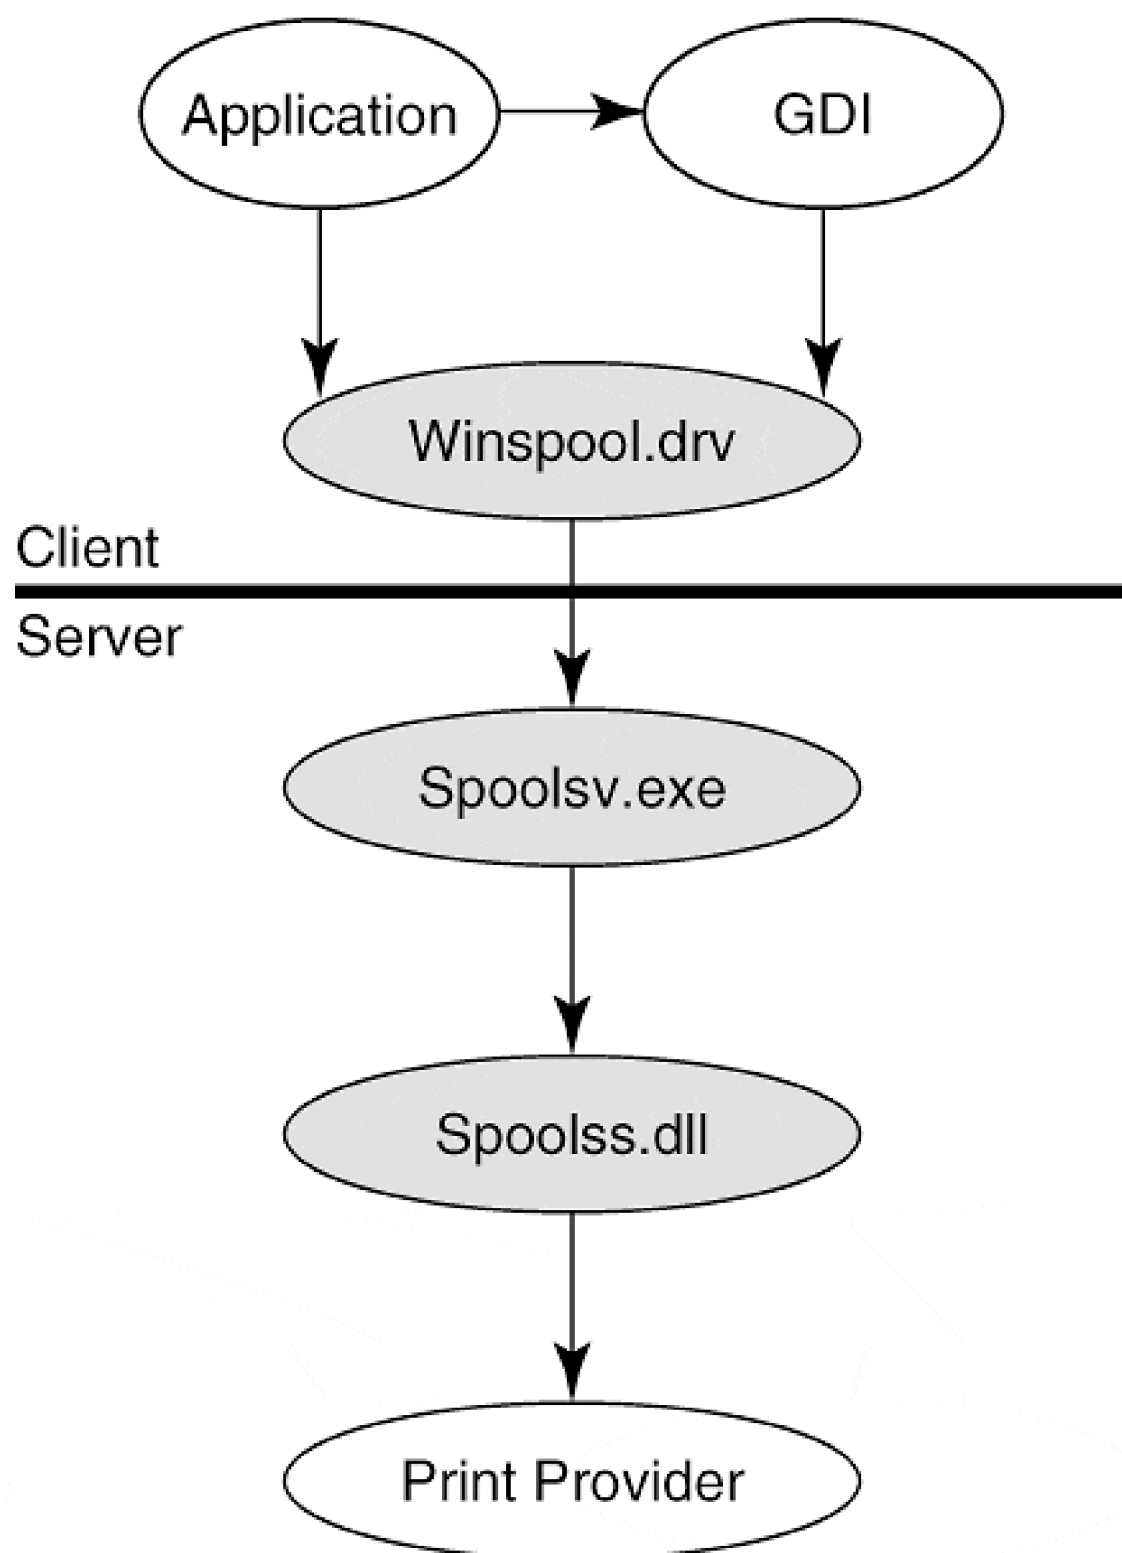 Application
GDI
Winspool.drv
Client
Server
Spoolsv.exe
Spoolss.dll
Print Provider